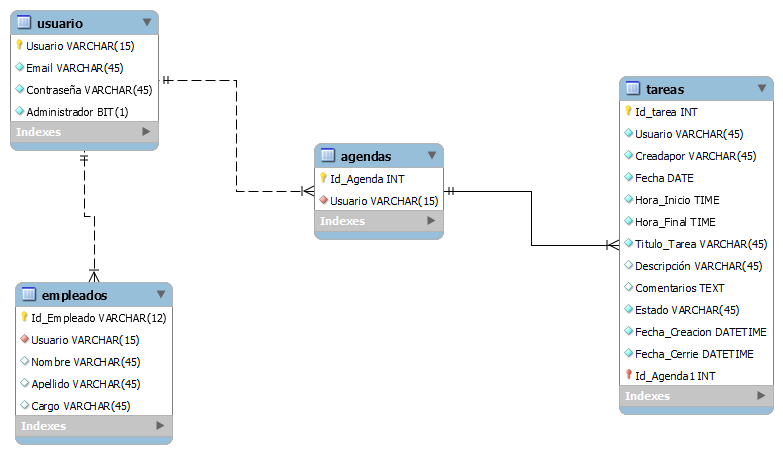 usuario
Usuario VARCHAR(15)
Email VARCHAR(45)
Contraseña VARCHAR(45)
Administrador BIT(1)
Indexes
agendas
Id_Agenda INT
Usuario VARCHAR(15)
Indexes
tareas
Id_tarea INT
Usuario VARCHAR(45)
Creadapor VARCHAR(45)
Fecha DATE
Hora_Inicio TIME
Hora_Final TIME
Titulo_Tarea VARCHAR(45)
Descripción VARCHAR(45)
Comentarios TEXT
Estado VARCHAR(45)
Fecha_Creacion DATETIME
Fecha_Cerrie DATETIME
Id_Agenda1 INT
Indexes
empleados
Id_Empleado VARCHAR(12)
Usuario VARCHAR(15)
Nombre VARCHAR(45)
Apelido VARCHAR(45)
Cargo VARCHAR(45)
Indexes